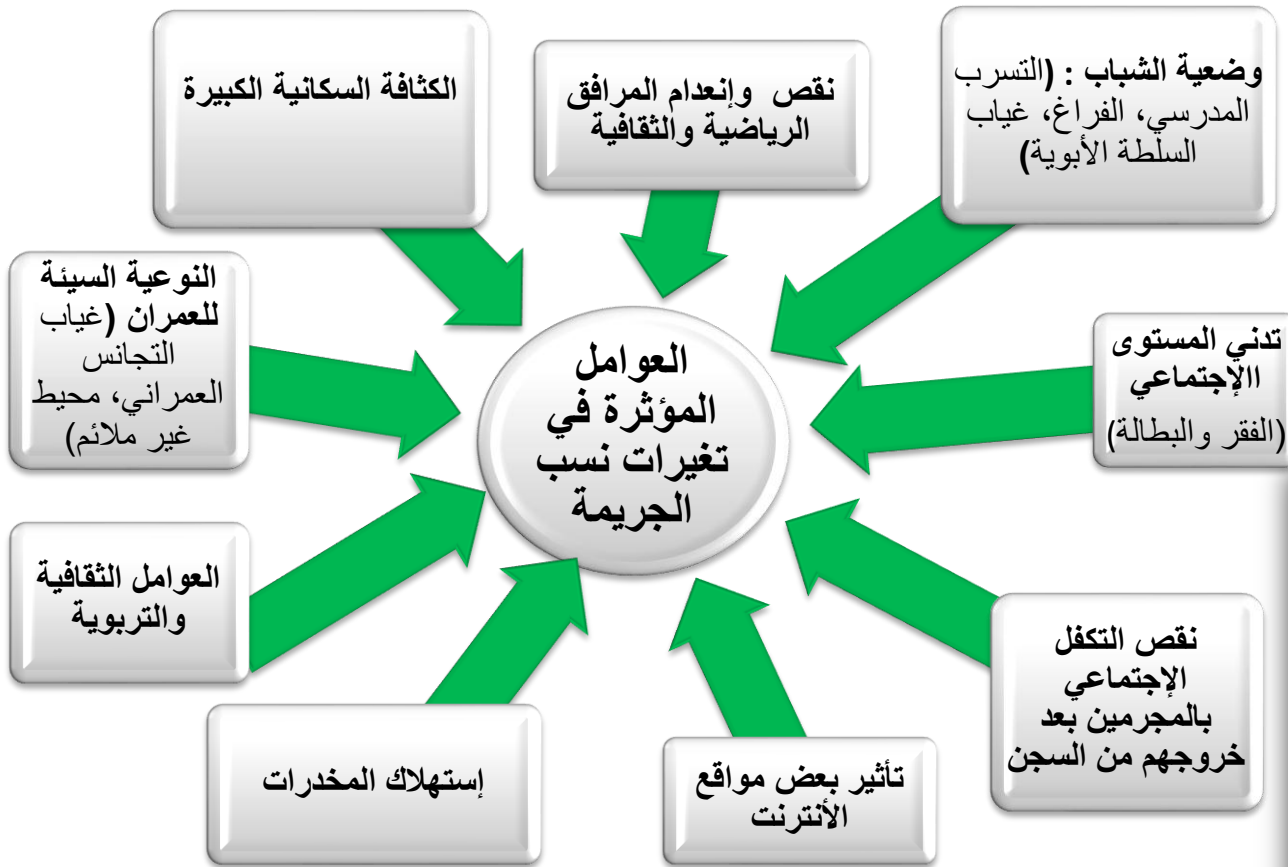 وضعية الشباب : (التسرب
المدرسي، الفراغ، غياب
السلطة الأبوية)
نقص وإنعدام المرافق
الرياضية والثقافية
الكثافة السكانية الكبيرة
النوعية السيئة
للعمران (غياب
التجانس
العمراني، محيط
غير ملائم)
العوامل
المؤثرة في
تغيرات نسب
الجريمة
تدني المستوى
االإجتماعي
(الفقر والبطالة)
العوامل الثقافية
والتربوية
نقص التكفل
الإجتماعي
بالمجرمين بعد
خروجهم من السجن
تأثير بعض مواقع
الأنترنت
إستهلاك المخدرات